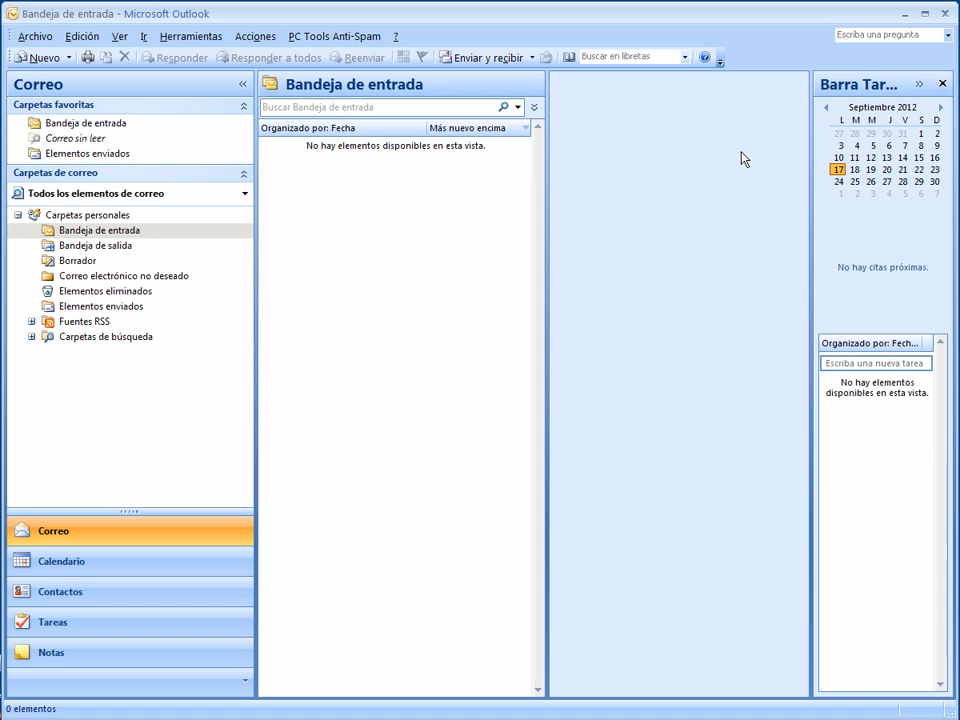 Bandeja de entrada - Microsoft Outlook
Archivo Edición Ver Ir Herramientas Acciones PC Tools Anti-Spam ?
Escriba una pregunta
Nuevo Responder Responder a todos Reenviar Enviar y recibir Buscar en libretas
Correo «
Carpetas favoritas
Bandeja de entrada
Correo sin leer
Elementos enviados
Carpetas de correo
Todos los elementos de correo
Carpetas personales
Bandeja de entrada
Bandeja de salida
Borrador
Correo electrónico no deseado
Elementos eliminados
Elementos enviados
Fuentes RSS
Carpetas de búsqueda
Correo
Calendario
Contactos
Tareas
Notas
Bandeja de entrada
Buscar Bandeja de entrada
Organizado por: Fecha Más nuevo encima
No hay elementos disponibles en esta vista.
Barra Tar... »
Septiembre 2012
L M M J V S D
27 28 29 30 31 1 2
3 4 5 6 7 8 9
10 11 12 13 14 15 16
17 18 19 20 21 22 23
24 25 26 27 28 29 30
1 2 3 4 5 6 7
No hay citas próximas.
Organizado por: Fech...
Escriba una nueva tarea
No hay elementos
disponibles en esta vista.
0 elementos